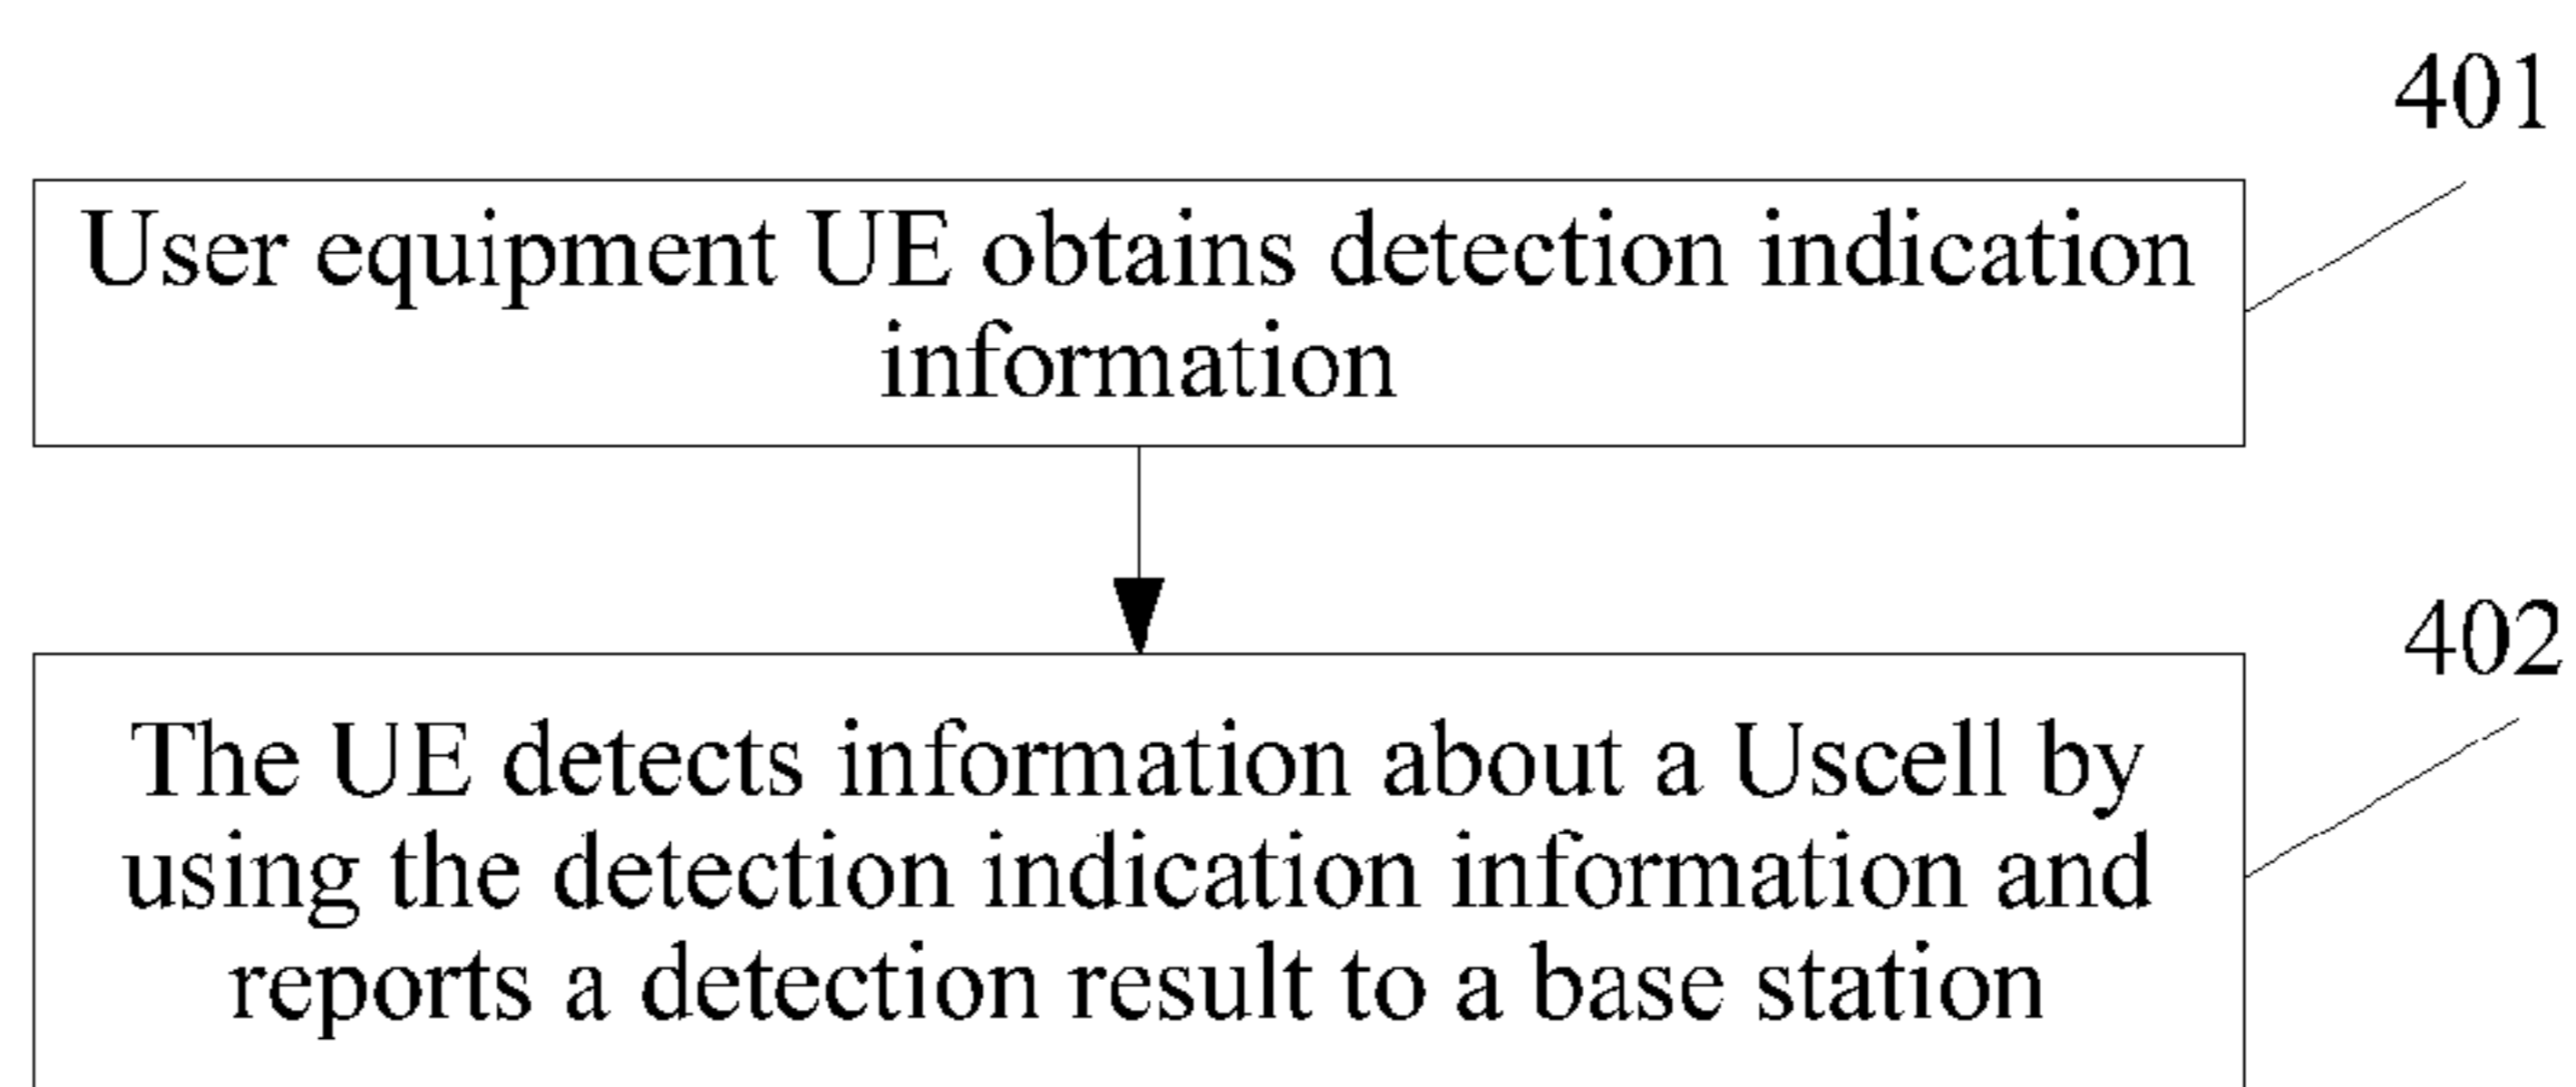 401
User equipment UE obtains detection indication
information
402
The UE detects information about a Uscell by
using the detection indication information and
reports a detection result to a base station